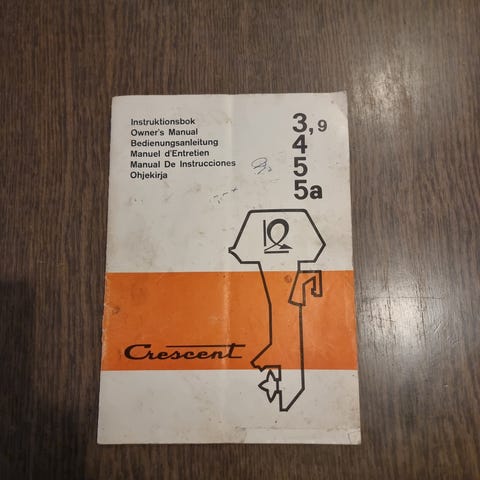 Instruktionsbok
Owner's Manual
Bedienungsanleitung
Manuel d'Entretien
Manual De Instrucciones
Ohjekirja
3,9
4
5
5a
Crescent